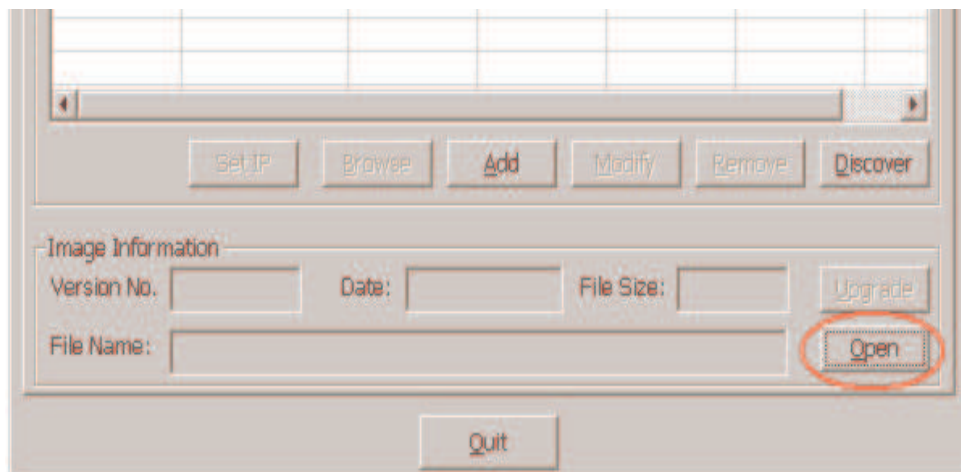 Set IP Browse Add Modify Remove Discover
Image Information
Version No. Date: File Size: Upgrade
File Name: Open
Quit